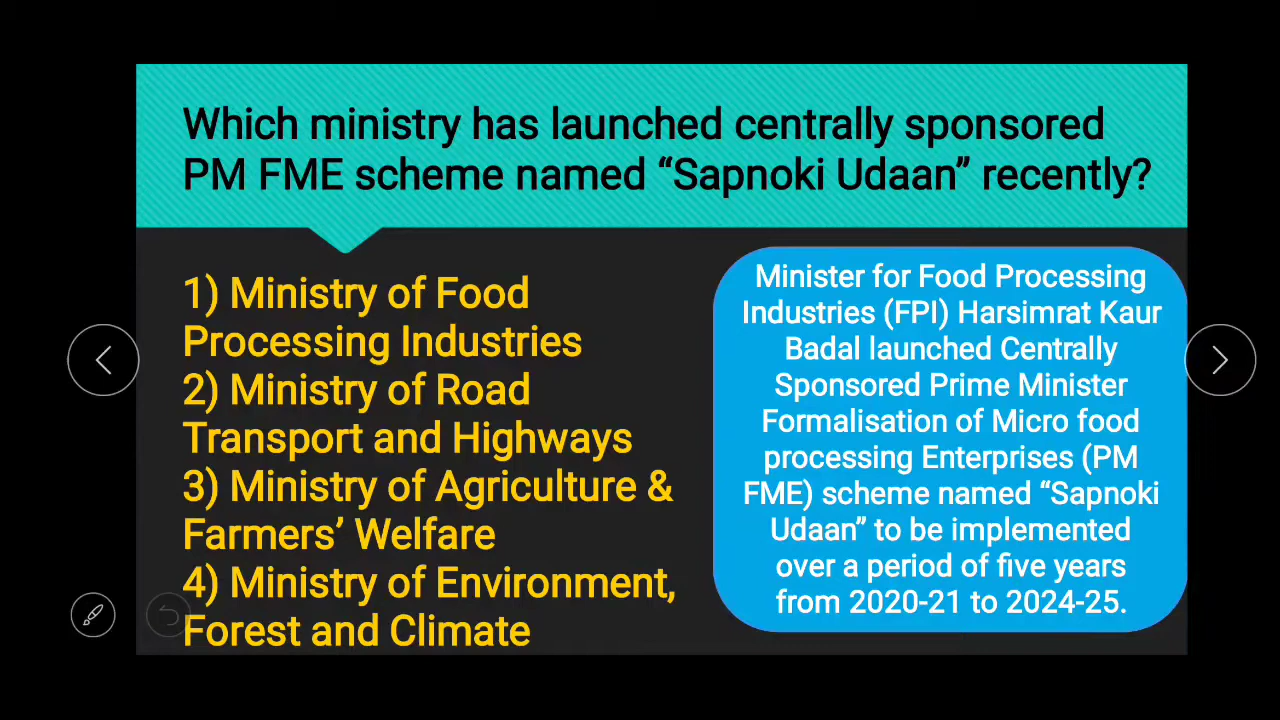 Which ministry has launched centrally sponsored
PM FME scheme named “Sapnoki Udaan” recently?
1) Ministry of Food
Processing Industries
2) Ministry of Road
Transport and Highways
3) Ministry of Agriculture &
Farmers’ Welfare
4) Ministry of Environment,
Forest and Climate
Minister for Food Processing
Industries (FPI) Harsimrat Kaur
Badal launched Centrally
Sponsored Prime Minister
Formalisation of Micro food
processing Enterprises (PM
FME) scheme named “Sapnoki
Udaan” to be implemented
over a period of five years
from 2020-21 to 2024-25.